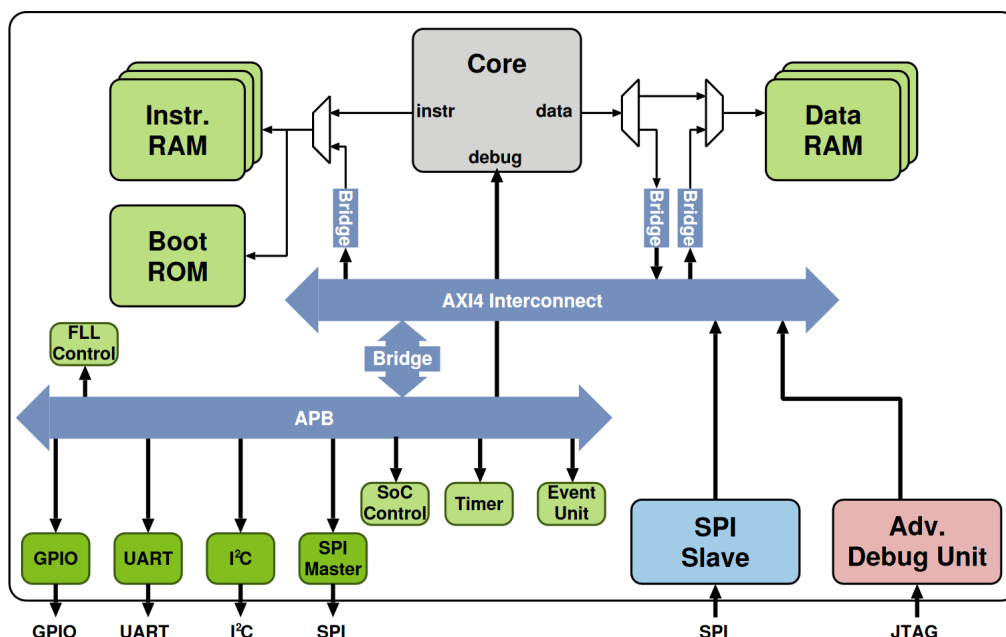 Core
instr
data
debug
Instr.
RAM
Data
RAM
Boot
ROM
Bridge
Bridge
Bridge
AXI4 Interconnect
FLL
Control
Bridge
APB
SoC
Control
Timer
Event
Unit
GPIO
UART
I²C
SPI
Master
SPI
Slave
Adv.
Debug Unit
GPIO
UART
I²C
SPI
SPI
JTAG